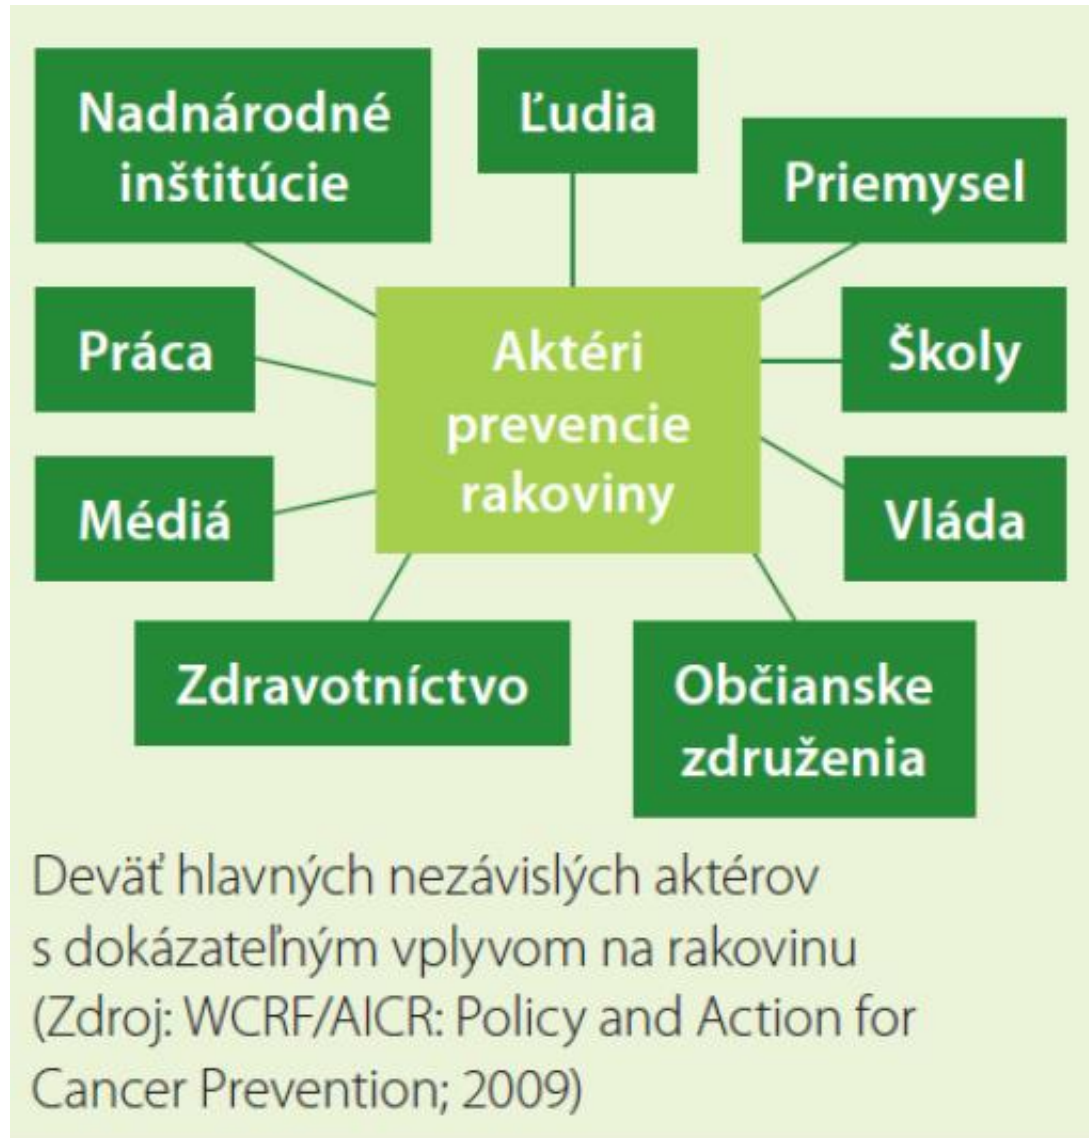 Nadnárodné
inštitúcie
Ľudia
Priemysel
Práca
Aktéri
prevencie
rakoviny
Školy
Médiá
Vláda
Zdravotníctvo
Občianske
združenia
Deväť hlavných nezávislých aktérov
s dokázateľným vplyvom na rakovinu
(Zdroj: WCRF/AICR: Policy and Action for
Cancer Prevention; 2009)